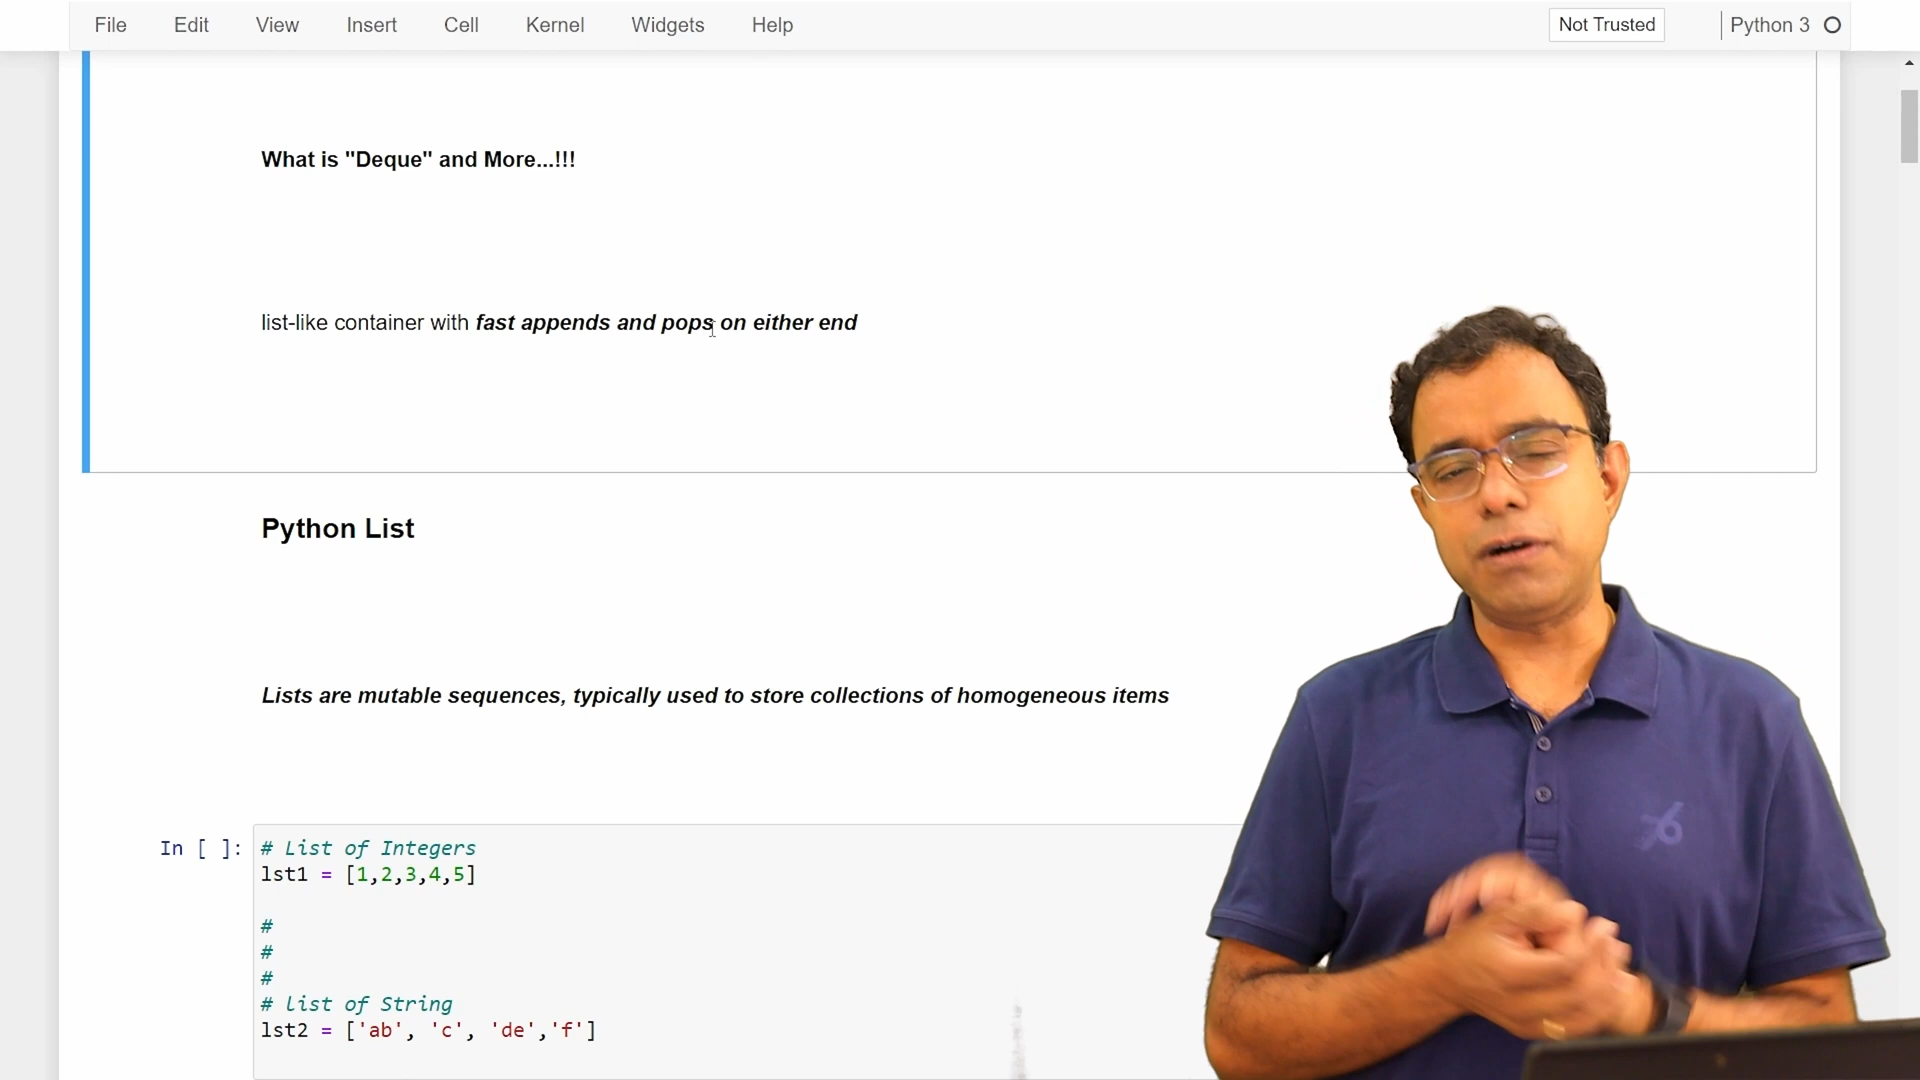 File Edit View Insert Cell Kernel Widgets Help Not Trusted Python 3
What is "Deque" and More...!!!
list-like container with fast appends and pops on either end
Python List
Lists are mutable sequences, typically used to store collections of homogeneous items
In [ ]:
# List of Integers
lst1 = [1,2,3,4,5]
#
#
#
# List of String
lst2 = ['ab', 'c', 'de','f']